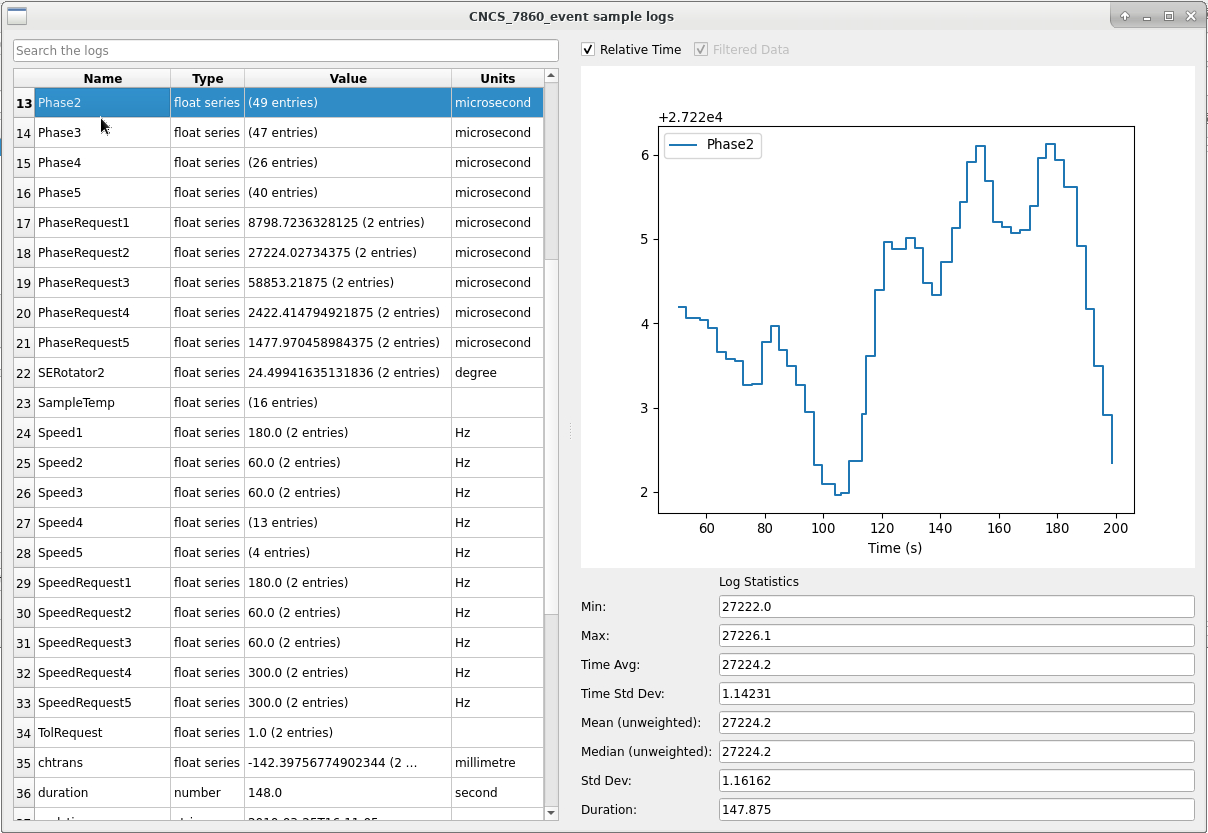 CNCS_7860_event sample logs
Search the logs
Name Type Value Units
13 Phase2 float series (49 entries) microsecond
14 Phase3 float series (47 entries) microsecond
15 Phase4 float series (26 entries) microsecond
16 Phase5 float series (40 entries) microsecond
17 PhaseRequest1 float series 8798.7236328125 (2 entries) microsecond
18 PhaseRequest2 float series 27224.02734375 (2 entries) microsecond
19 PhaseRequest3 float series 58853.21875 (2 entries) microsecond
20 PhaseRequest4 float series 2422.414794921875 (2 entries) microsecond
21 PhaseRequest5 float series 1477.970458984375 (2 entries) microsecond
22 SERotator2 float series 24.49941635131836 (2 entries) degree
23 SampleTemp float series (16 entries)
24 Speed1 float series 180.0 (2 entries) Hz
25 Speed2 float series 60.0 (2 entries) Hz
26 Speed3 float series 60.0 (2 entries) Hz
27 Speed4 float series (13 entries) Hz
28 Speed5 float series (4 entries) Hz
29 SpeedRequest1 float series 180.0 (2 entries) Hz
30 SpeedRequest2 float series 60.0 (2 entries) Hz
31 SpeedRequest3 float series 60.0 (2 entries) Hz
32 SpeedRequest4 float series 300.0 (2 entries) Hz
33 SpeedRequest5 float series 300.0 (2 entries) Hz
34 TolRequest float series 1.0 (2 entries)
35 chtrans float series -142.39756774902344 (2 ... millimetre
36 duration number 148.0 second
Relative Time Filtered Data
+2.722e4
Phase2
6
5
4
3
2
60 80 100 120 140 160 180 200
Time (s)
Log Statistics
Min: 27222.0
Max: 27226.1
Time Avg: 27224.2
Time Std Dev: 1.14231
Mean (unweighted): 27224.2
Median (unweighted): 27224.2
Std Dev: 1.16162
Duration: 147.875